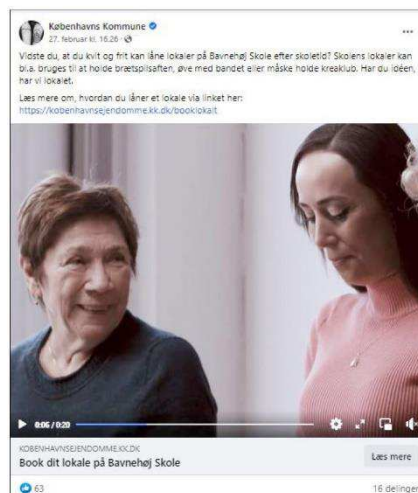 Københavns Kommune
27. februar kl. 16.26 ·
Vidste du, at du kvit og frit kan låne lokaler på Bavnehøj Skole efter skoletid? Skolens lokaler kan
bl.a. bruges til at holde brætspilsaften, øve med bandet eller måske holde kreaklub. Har du idéen,
har vi lokalet.
Læs mere om, hvordan du låner et lokale via linket her:
https://kobenhavnsejendomme.kk.dk/booklokalt
0:06 / 0:20
KOBENHAVNSEJENDOMME.KK.DK
Book dit lokale på Bavnehøj Skole
Læs mere
63
16 delinger